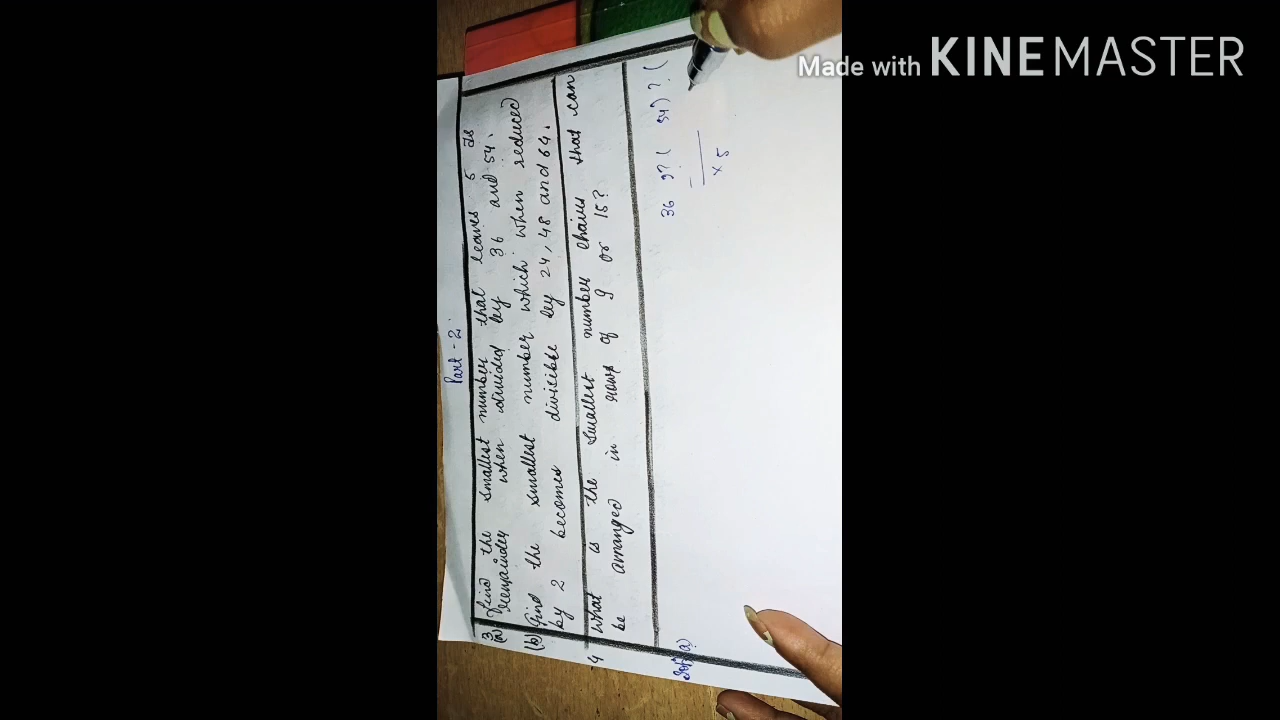 Part - 2
3(a) find the smallest number that leaves 5 as
remainder when divided by 36 and 54.
(b) Find the smallest number which when reduced
by 2 becomes divisible by 24, 48 and 64.
4 what is the smallest number chairs that can
be arranged in rows of 9 or 15?
36 )?( 54 )?(
x 5
a)
Made with KINEMASTER